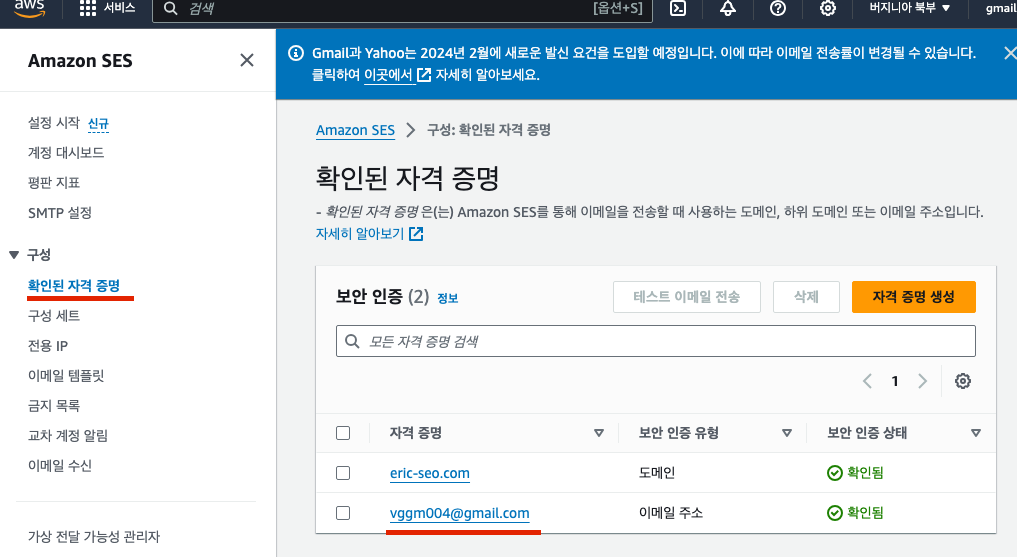 aws
서비스
검색
[옵션+S]
버지니아 북부 ▼
gmail
Amazon SES
Gmail과 Yahoo는 2024년 2월에 새로운 발신 요건을 도입할 예정입니다. 이에 따라 이메일 전송률이 변경될 수 있습니다.
클릭하여 이곳에서 자세히 알아보세요.
설정 시작 신규
계정 대시보드
평판 지표
SMTP 설정
▼ 구성
확인된 자격 증명
구성 세트
전용 IP
이메일 템플릿
금지 목록
교차 계정 알림
이메일 수신
가상 전달 가능성 관리자
Amazon SES > 구성: 확인된 자격 증명
확인된 자격 증명
- 확인된 자격 증명 은(는) Amazon SES를 통해 이메일을 전송할 때 사용하는 도메인, 하위 도메인 또는 이메일 주소입니다.
자세히 알아보기
보안 인증 (2) 정보
테스트 이메일 전송
삭제
자격 증명 생성
모든 자격 증명 검색
< 1 >
자격 증명 보안 인증 유형 보안 인증 상태
eric-seo.com 도메인 확인됨
vggm004@gmail.com 이메일 주소 확인됨